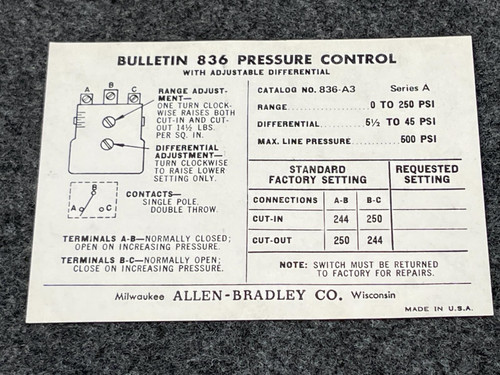 BULLETIN 836 PRESSURE CONTROL
WITH ADJUSTABLE DIFFERENTIAL
A B C
RANGE ADJUST-
MENT—
ONE TURN CLOCK-
WISE RAISES BOTH
CUT-IN AND CUT-
OUT 14½ LBS.
PER SQ. IN.
DIFFERENTIAL
ADJUSTMENT—
TURN CLOCKWISE
TO RAISE LOWER
SETTING ONLY.
B
A C
CONTACTS—
SINGLE POLE,
DOUBLE THROW.
TERMINALS A-B—NORMALLY CLOSED;
OPEN ON INCREASING PRESSURE.
TERMINALS B-C—NORMALLY OPEN;
CLOSE ON INCREASING PRESSURE.
CATALOG NO. 836-A3 Series A
RANGE 0 TO 250 PSI
DIFFERENTIAL 5½ TO 45 PSI
MAX. LINE PRESSURE 600 PSI
STANDARD REQUESTED
FACTORY SETTING SETTING
CONNECTIONS A-B B-C
CUT-IN 244 250
CUT-OUT 250 244
NOTE: SWITCH MUST BE RETURNED
TO FACTORY FOR REPAIRS.
Milwaukee ALLEN-BRADLEY CO. Wisconsin
MADE IN U.S.A.